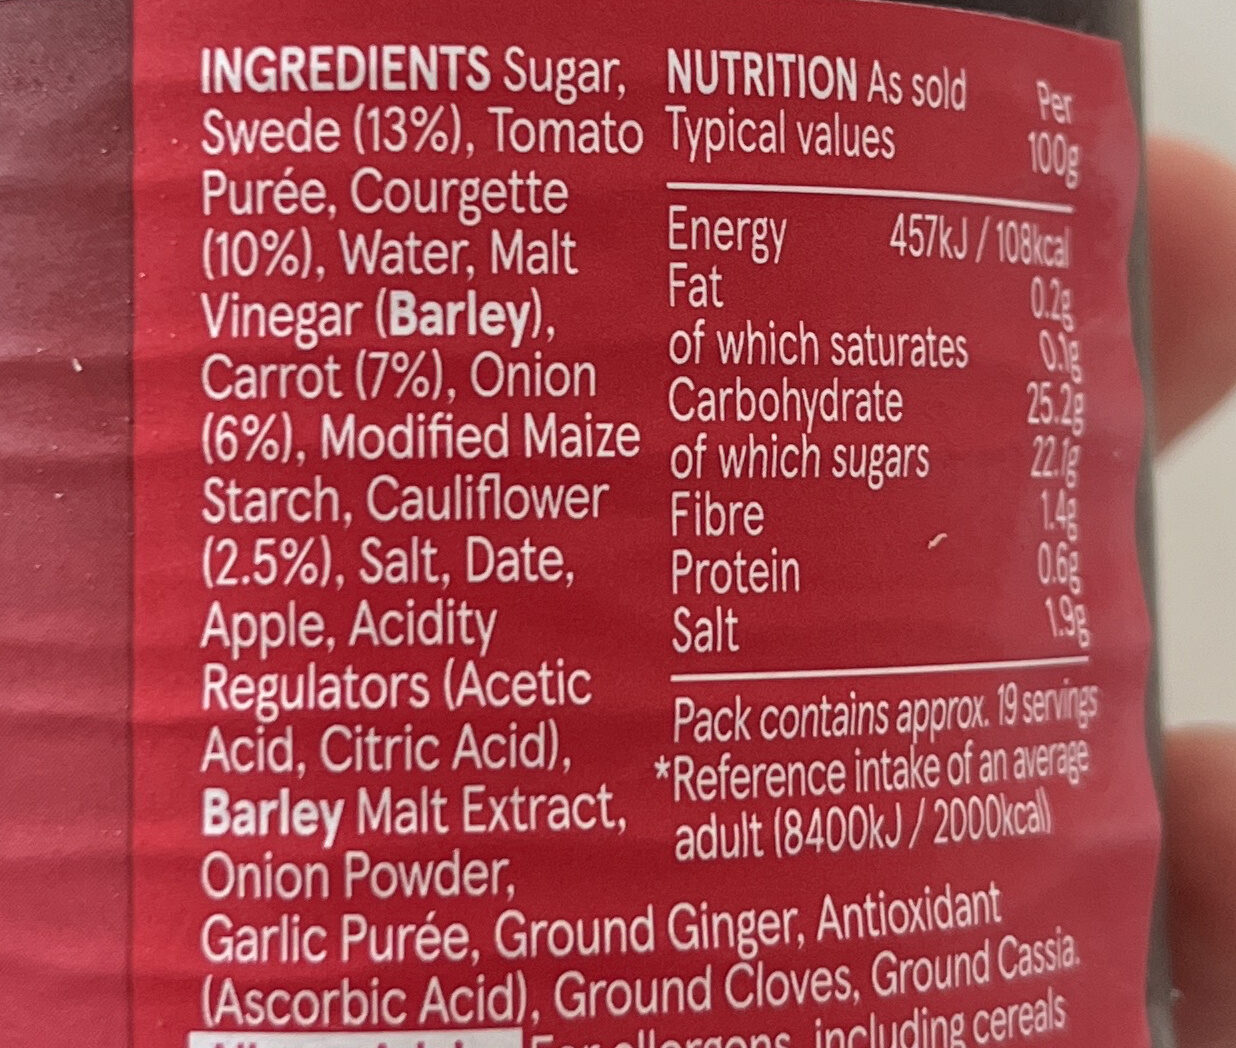 INGREDIENTS Sugar,
Swede (13%), Tomato
Purée, Courgette
(10%), Water, Malt
Vinegar (Barley),
Carrot (7%), Onion
(6%), Modified Maize
Starch, Cauliflower
(2.5%), Salt, Date,
Apple, Acidity
Regulators (Acetic
Acid, Citric Acid),
Barley Malt Extract,
Onion Powder,
Garlic Purée, Ground Ginger, Antioxidant
(Ascorbic Acid), Ground Cloves, Ground Cassia.
For allergens, including cereals
NUTRITION As sold Per
Typical values 100g
Energy 457kJ / 108kcal
Fat 0.2g
of which saturates 0.1g
Carbohydrate 25.2g
of which sugars 22.1g
Fibre 1.4g
Protein 0.6g
Salt 1.9g
Pack contains approx. 19 servings
*Reference intake of an average
adult (8400kJ / 2000kcal)